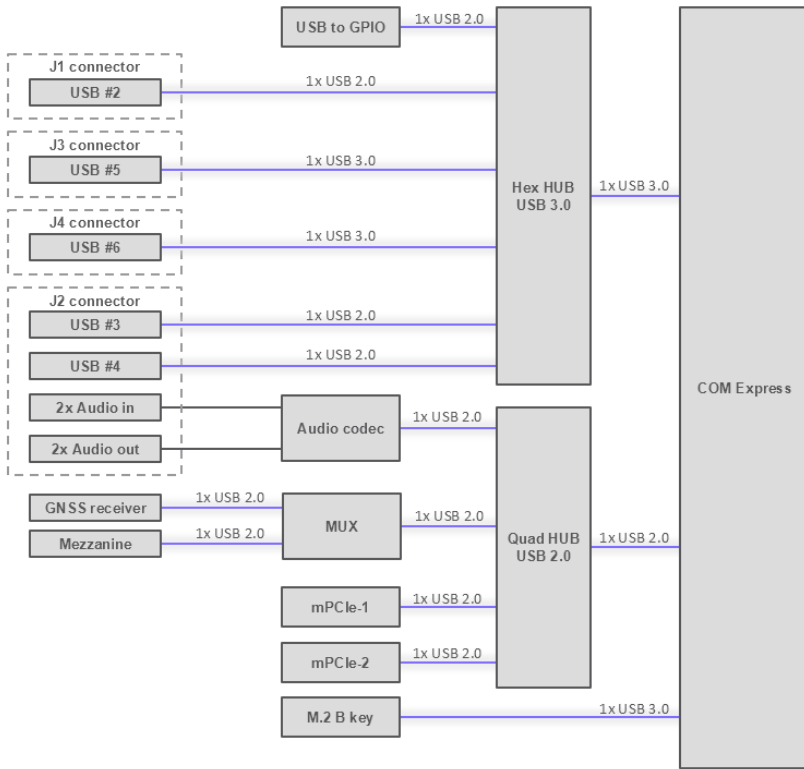 USB to GPIO
1x USB 2.0
J1 connector
USB #2
1x USB 2.0
J3 connector
USB #5
1x USB 3.0
Hex HUB
USB 3.0
1x USB 3.0
J4 connector
USB #6
1x USB 3.0
J2 connector
USB #3
1x USB 2.0
USB #4
1x USB 2.0
COM Express
2x Audio in
Audio codec
1x USB 2.0
2x Audio out
GNSS receiver
1x USB 2.0
MUX
1x USB 2.0
Mezzanine
1x USB 2.0
Quad HUB
USB 2.0
1x USB 2.0
mPCIe-1
1x USB 2.0
mPCIe-2
1x USB 2.0
M.2 B key
1x USB 3.0